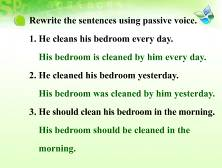 Rewrite the sentences using passive voice.
1. He cleans his bedroom every day.
His bedroom is cleaned by him every day.
2. He cleaned his bedroom yesterday.
His bedroom was cleaned by him yesterday.
3. He should clean his bedroom in the morning.
His bedroom should be cleaned in the
morning.